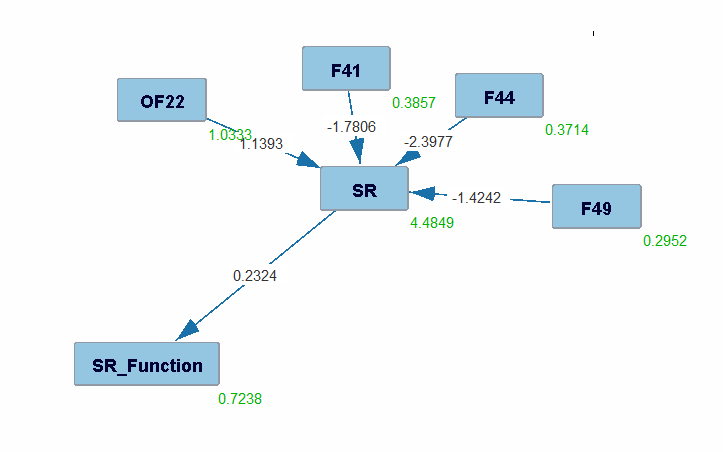 F41
OF22
F44
0.3857
1.0333
0.3714
-1.7806
1.1393
-2.3977
SR
-1.4242
F49
4.4849
0.2952
0.2324
SR_Function
0.7238